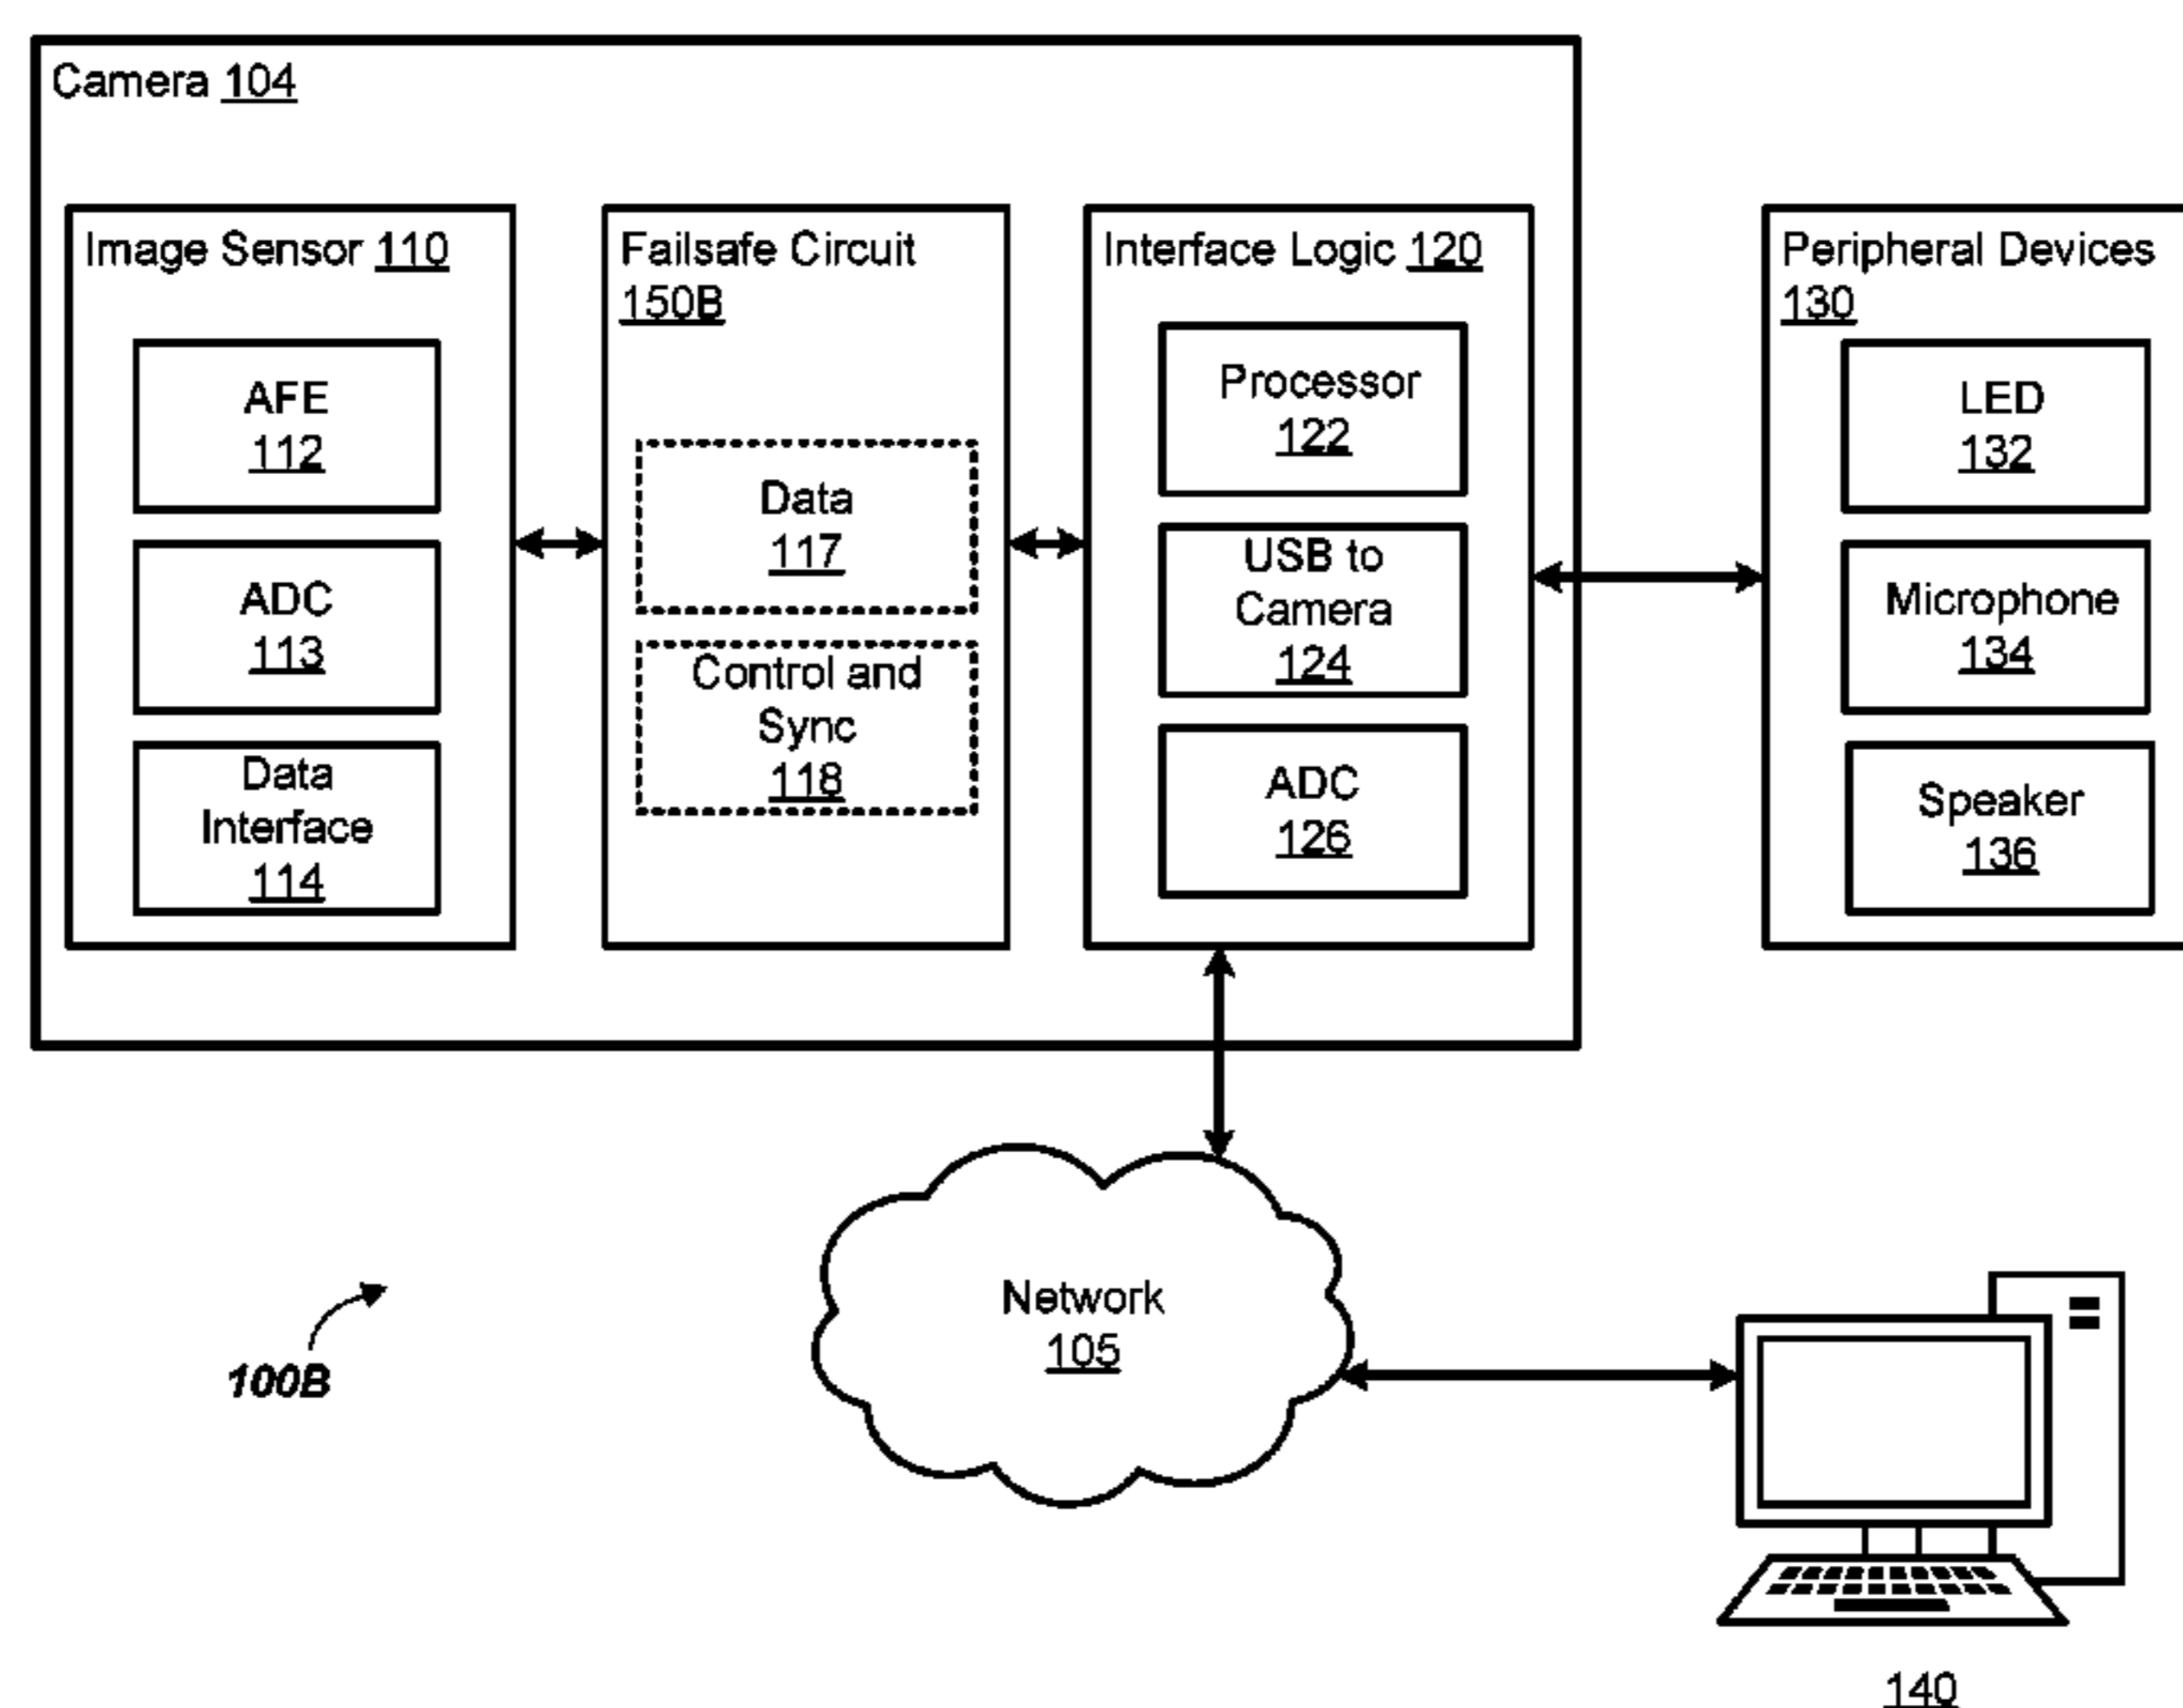 Camera 104
Image Sensor 110
AFE
112
ADC
113
Data
Interface
114
Failsafe Circuit
150B
Data
117
Control and
Sync
118
Interface Logic 120
Processor
122
USB to
Camera
124
ADC
126
Peripheral Devices
130
LED
132
Microphone
134
Speaker
136
Network
105
100B
140